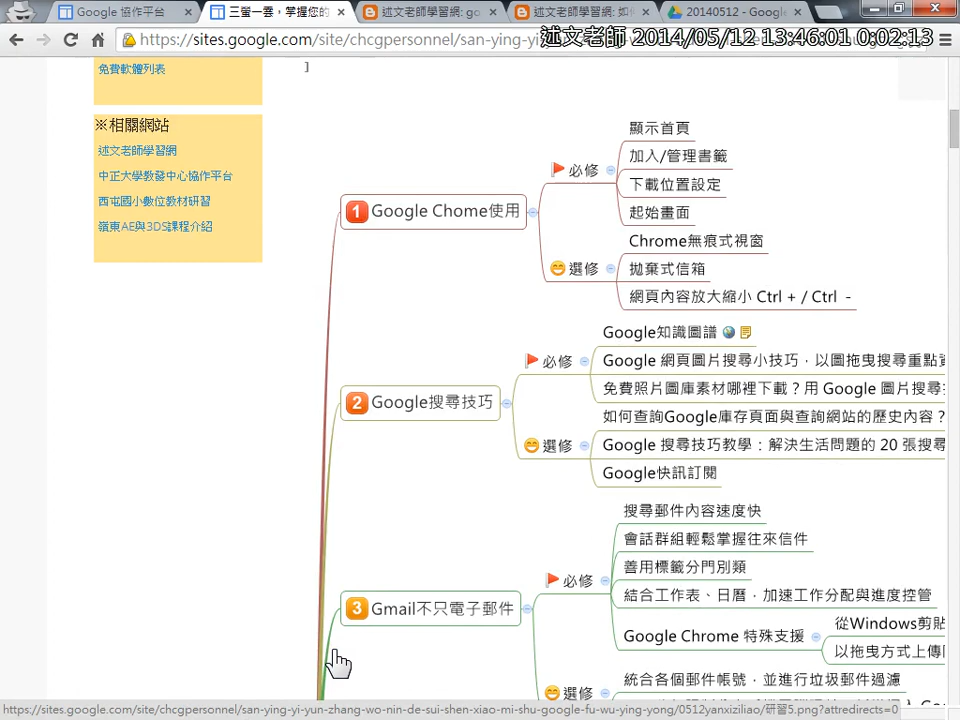 Google 協作平台
三螢一雲，掌握您的
述文老師學習網: go
述文老師學習網: 如
20140512 - Google
https://sites.google.com/site/chcgpersonnel/san-ying-yi
述文老師 2014/05/12 13:46:01 0:02:13
免費軟體列表
]
※相關網站
述文老師學習網
中正大學教發中心協作平台
西屯國小數位教材研習
嶺東AE與3DS課程介紹
1 Google Chome使用
必修
顯示首頁
加入/管理書籤
下載位置設定
起始畫面
選修
Chrome無痕式視窗
拋棄式信箱
網頁內容放大縮小 Ctrl + / Ctrl -
2 Google搜尋技巧
必修
Google知識圖譜
Google 網頁圖片搜尋小技巧，以圖拖曳搜尋重點資
免費照片圖庫素材哪裡下載？用 Google 圖片搜尋
選修
如何查詢Google庫存頁面與查詢網站的歷史內容？
Google 搜尋技巧教學：解決生活問題的 20 張搜尋
Google快訊訂閱
3 Gmail不只電子郵件
必修
搜尋郵件內容速度快
會話群組輕鬆掌握往來信件
善用標籤分門別類
結合工作表、日曆，加速工作分配與進度控管
Google Chrome 特殊支援
從Windows剪貼
以拖曳方式上傳
選修
統合各個郵件帳號，並進行垃圾郵件過濾
https://sites.google.com/site/chcgpersonnel/san-ying-yi-yun-zhang-wo-nin-de-sui-shen-xiao-mi-shu-google-fu-wu-ying-yong/0512yanxiziliao/研習5.png?attredirects=0